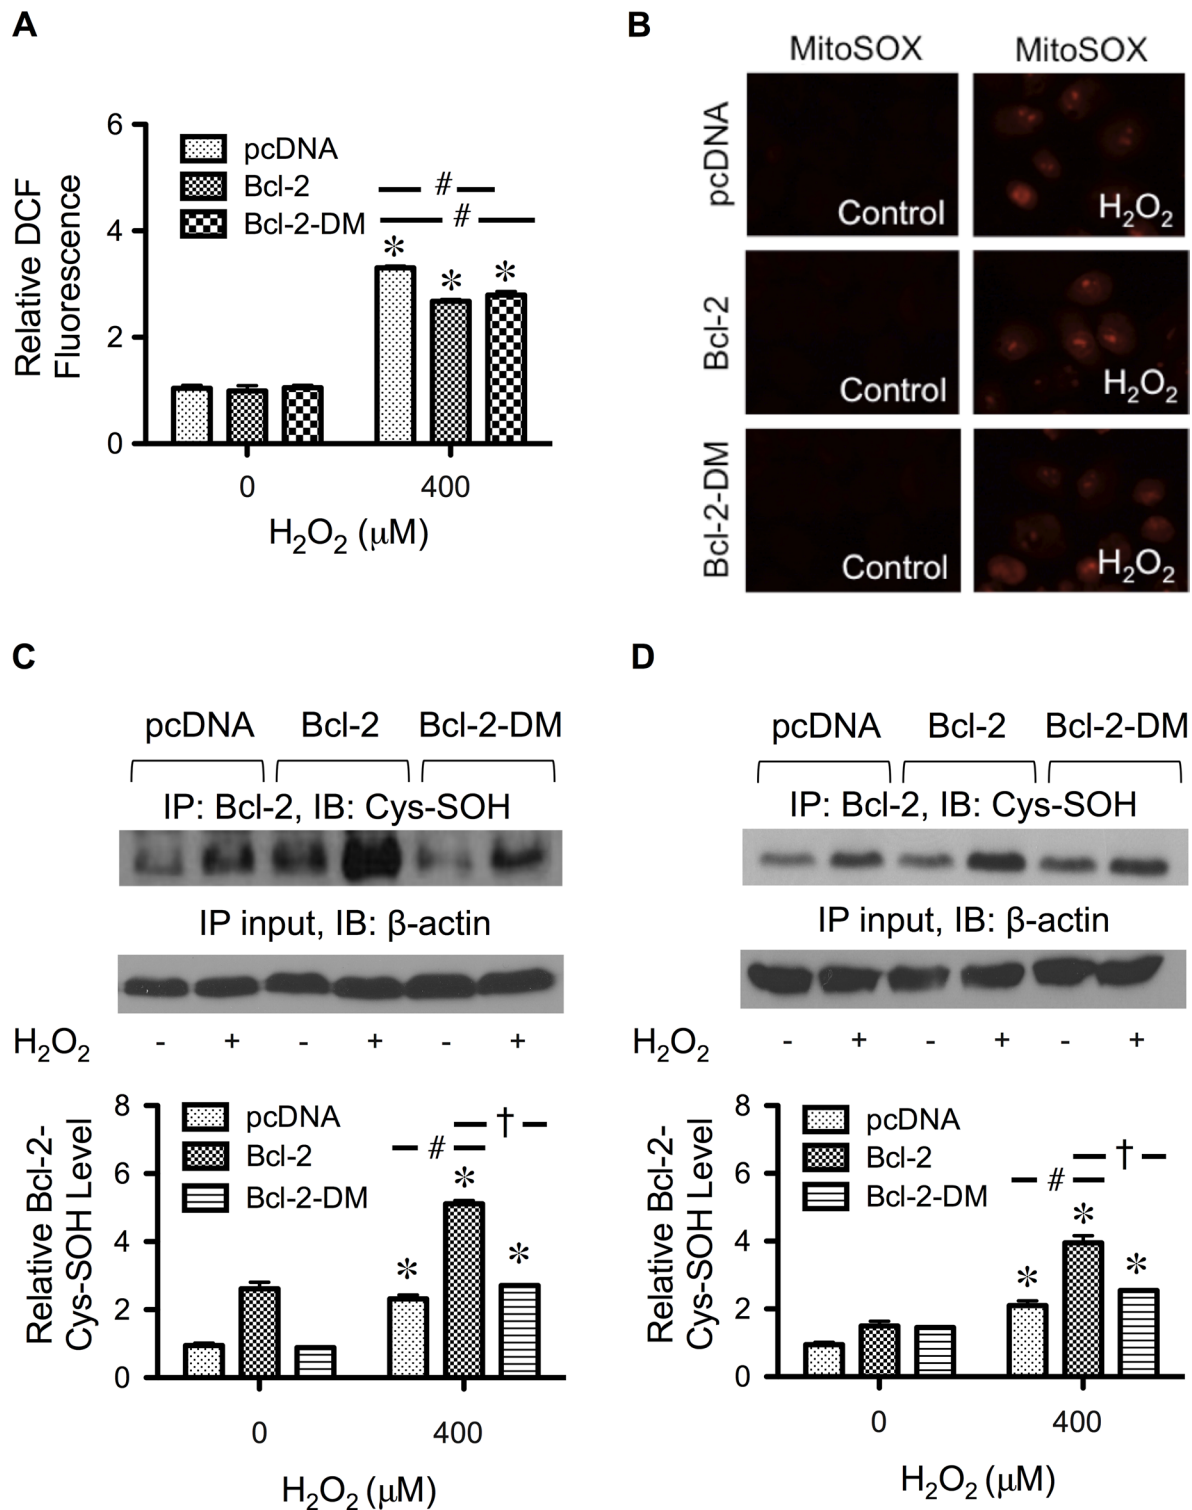 A
6
4
2
0
Relative DCF
Fluorescence
pcDNA
Bcl-2
Bcl-2-DM
#
#
*
*
*
0
400
H₂O₂ (μM)
B
MitoSOX
MitoSOX
pcDNA
Control
H₂O₂
Bcl-2
Control
H₂O₂
Bcl-2-DM
Control
H₂O₂
C
pcDNA
Bcl-2
Bcl-2-DM
IP: Bcl-2, IB: Cys-SOH
IP input, IB: β-actin
H₂O₂
-
+
-
+
-
+
8
6
4
2
0
Relative Bcl-2-
Cys-SOH Level
pcDNA
Bcl-2
Bcl-2-DM
†
#
*
*
*
0
400
H₂O₂ (μM)
D
pcDNA
Bcl-2
Bcl-2-DM
IP: Bcl-2, IB: Cys-SOH
IP input, IB: β-actin
H₂O₂
-
+
-
+
-
+
8
6
4
2
0
Relative Bcl-2-
Cys-SOH Level
pcDNA
Bcl-2
Bcl-2-DM
†
#
*
*
*
0
400
H₂O₂ (μM)